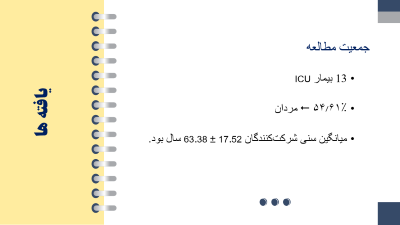 جمعیت مطالعه
• 13 بیمار ICU
• ۵۴٫۶۱٪ ← مردان
• میانگین سنی شرکت‌کنندگان 17.52 ± 63.38 سال بود.
یافته ها